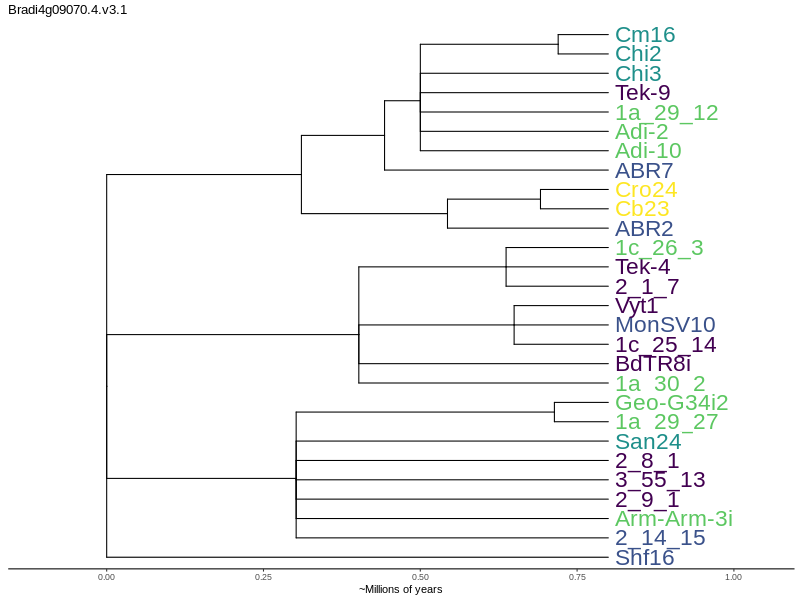 Bradi4g09070.4.v3.1
Cm16
Chi2
Chi3
Tek-9
1a_29_12
Adi-2
Adi-10
ABR7
Cro24
Cb23
ABR2
1c_26_3
Tek-4
2_1_7
Vyt1
MonSV10
1c_25_14
BdTR8i
1a_30_2
Geo-G34i2
1a_29_27
San24
2_8_1
3_55_13
2_9_1
Arm-Arm-3i
2_14_15
Shf16
0.00 0.25 0.50 0.75 1.00
~Millions of years